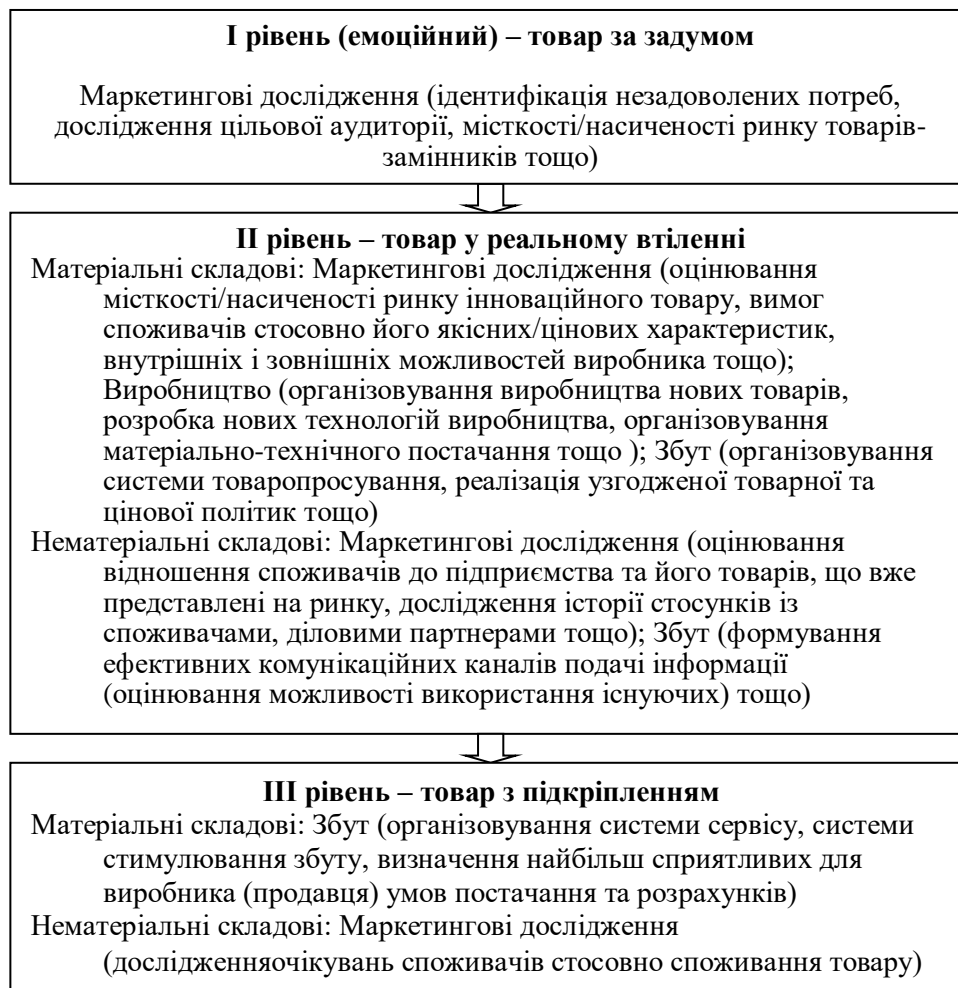 І рівень (емоційний) – товар за задумом
Маркетингові дослідження (ідентифікація незадоволених потреб,
дослідження цільової аудиторії, місткості/насиченості ринку товарів-
замінників тощо)
ІІ рівень – товар у реальному втіленні
Матеріальні складові: Маркетингові дослідження (оцінювання
місткості/насиченості ринку інноваційного товару, вимог
споживачів стосовно його якісних/цінових характеристик,
внутрішніх і зовнішніх можливостей виробника тощо);
Виробництво (організовування виробництва нових товарів,
розробка нових технологій виробництва, організовування
матеріально-технічного постачання тощо ); Збут (організовування
системи товаропросування, реалізація узгодженої товарної та
цінової політик тощо)
Нематеріальні складові: Маркетингові дослідження (оцінювання
відношення споживачів до підприємства та його товарів, що вже
представлені на ринку, дослідження історії стосунків із
споживачами, діловими партнерами тощо); Збут (формування
ефективних комунікаційних каналів подачі інформації
(оцінювання можливості використання існуючих) тощо)
ІІІ рівень – товар з підкріпленням
Матеріальні складові: Збут (організовування системи сервісу, системи
стимулювання збуту, визначення найбільш сприятливих для
виробника (продавця) умов постачання та розрахунків)
Нематеріальні складові: Маркетингові дослідження
(дослідженняочікувань споживачів стосовно споживання товару)